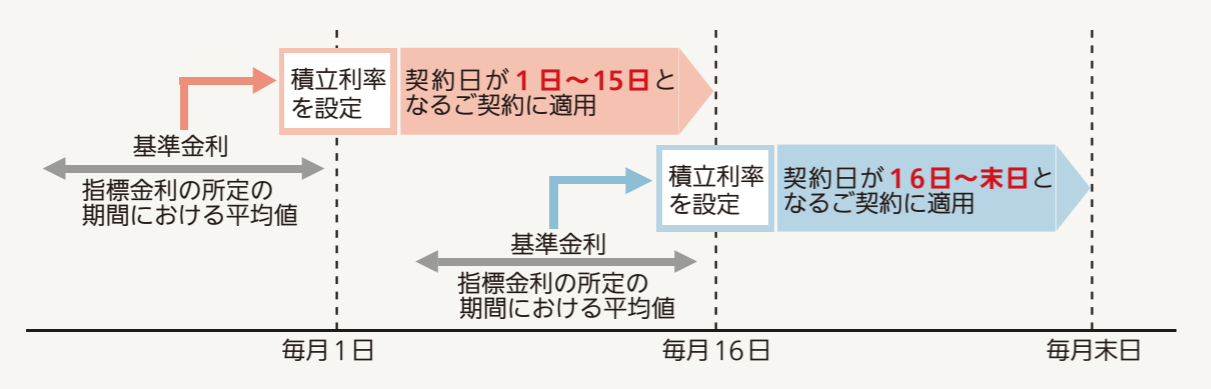 積立利率
を設定
契約日が1日～15日と
なるご契約に適用
基準金利
指標金利の所定の
期間における平均値
積立利率
を設定
契約日が16日～末日と
なるご契約に適用
基準金利
指標金利の所定の
期間における平均値
毎月1日
毎月16日
毎月末日